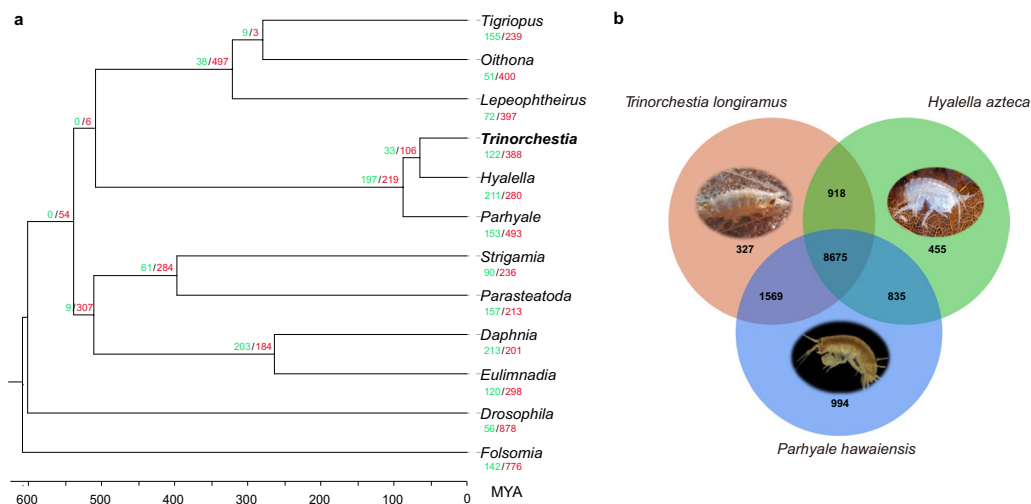 a
9/3
Tigriopus
155/239
38/497
Oithona
51/400
Lepeophtheirus
72/397
0/6
Trinorchestia
33/106
122/388
197/219
Hyalella
211/280
Parhyale
153/493
0/54
Strigamia
61/284
90/236
Parasteatoda
157/213
9/307
Daphnia
203/184
213/201
Eulimnadia
120/298
Drosophila
56/878
Folsomia
142/776
600 500 400 300 200 100 0 MYA
b
Trinorchestia longiramus Hyalella azteca
918
327 8675 455
1569 835
994
Parhyale hawaiensis